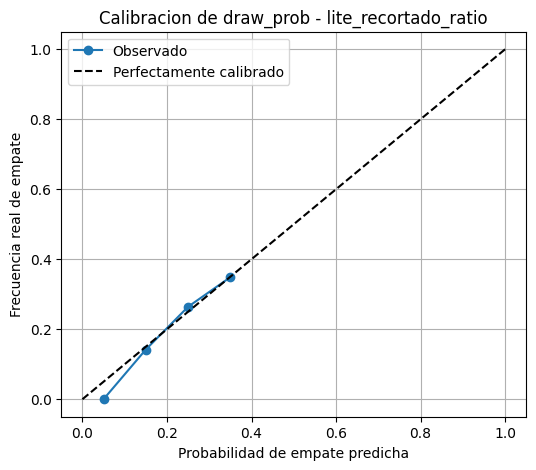 Calibracion de draw_prob - lite_recortado_ratio
Observado
Perfectamente calibrado
Frecuencia real de empate
1.0
0.8
0.6
0.4
0.2
0.0
0.0 0.2 0.4 0.6 0.8 1.0
Probabilidad de empate predicha